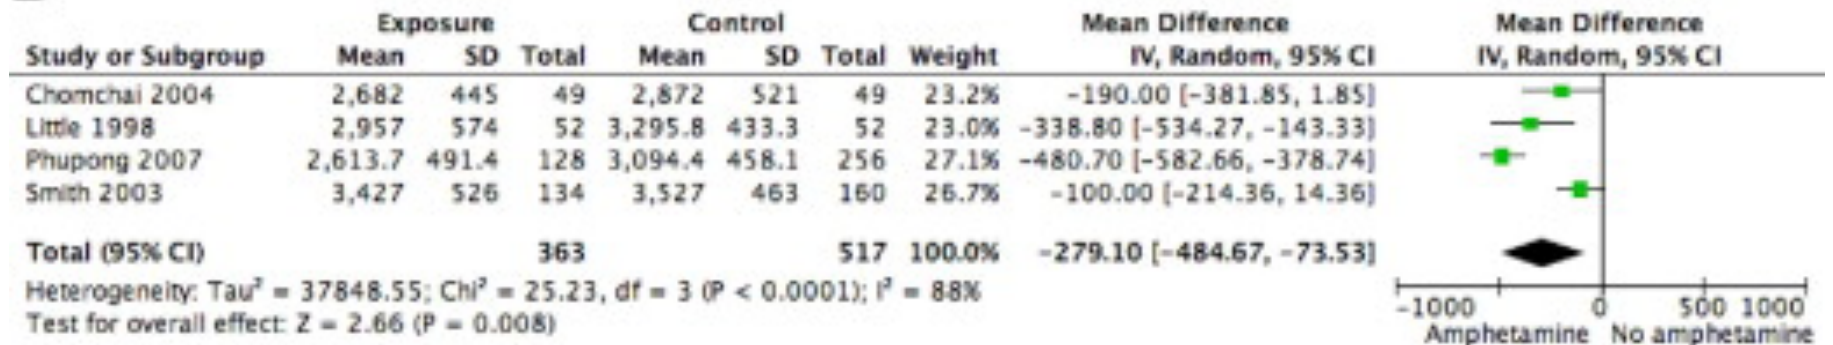 Exposure Control Mean Difference Mean Difference
Study or Subgroup Mean SD Total Mean SD Total Weight IV, Random, 95% CI IV, Random, 95% CI
Chomchai 2004 2,682 445 49 2,872 521 49 23.2% -190.00 [-381.85, 1.85]
Little 1998 2,957 574 52 3,295.8 433.3 52 23.0% -338.80 [-534.27, -143.33]
Phupong 2007 2,613.7 491.4 128 3,094.4 458.1 256 27.1% -480.70 [-582.66, -378.74]
Smith 2003 3,427 526 134 3,527 463 160 26.7% -100.00 [-214.36, 14.36]
Total (95% CI) 363 517 100.0% -279.10 [-484.67, -73.53]
Heterogeneity: Tau² = 37848.55; Chi² = 25.23, df = 3 (P < 0.0001); I² = 88%
Test for overall effect: Z = 2.66 (P = 0.008)
-1000 0 500 1000
Amphetamine No amphetamine